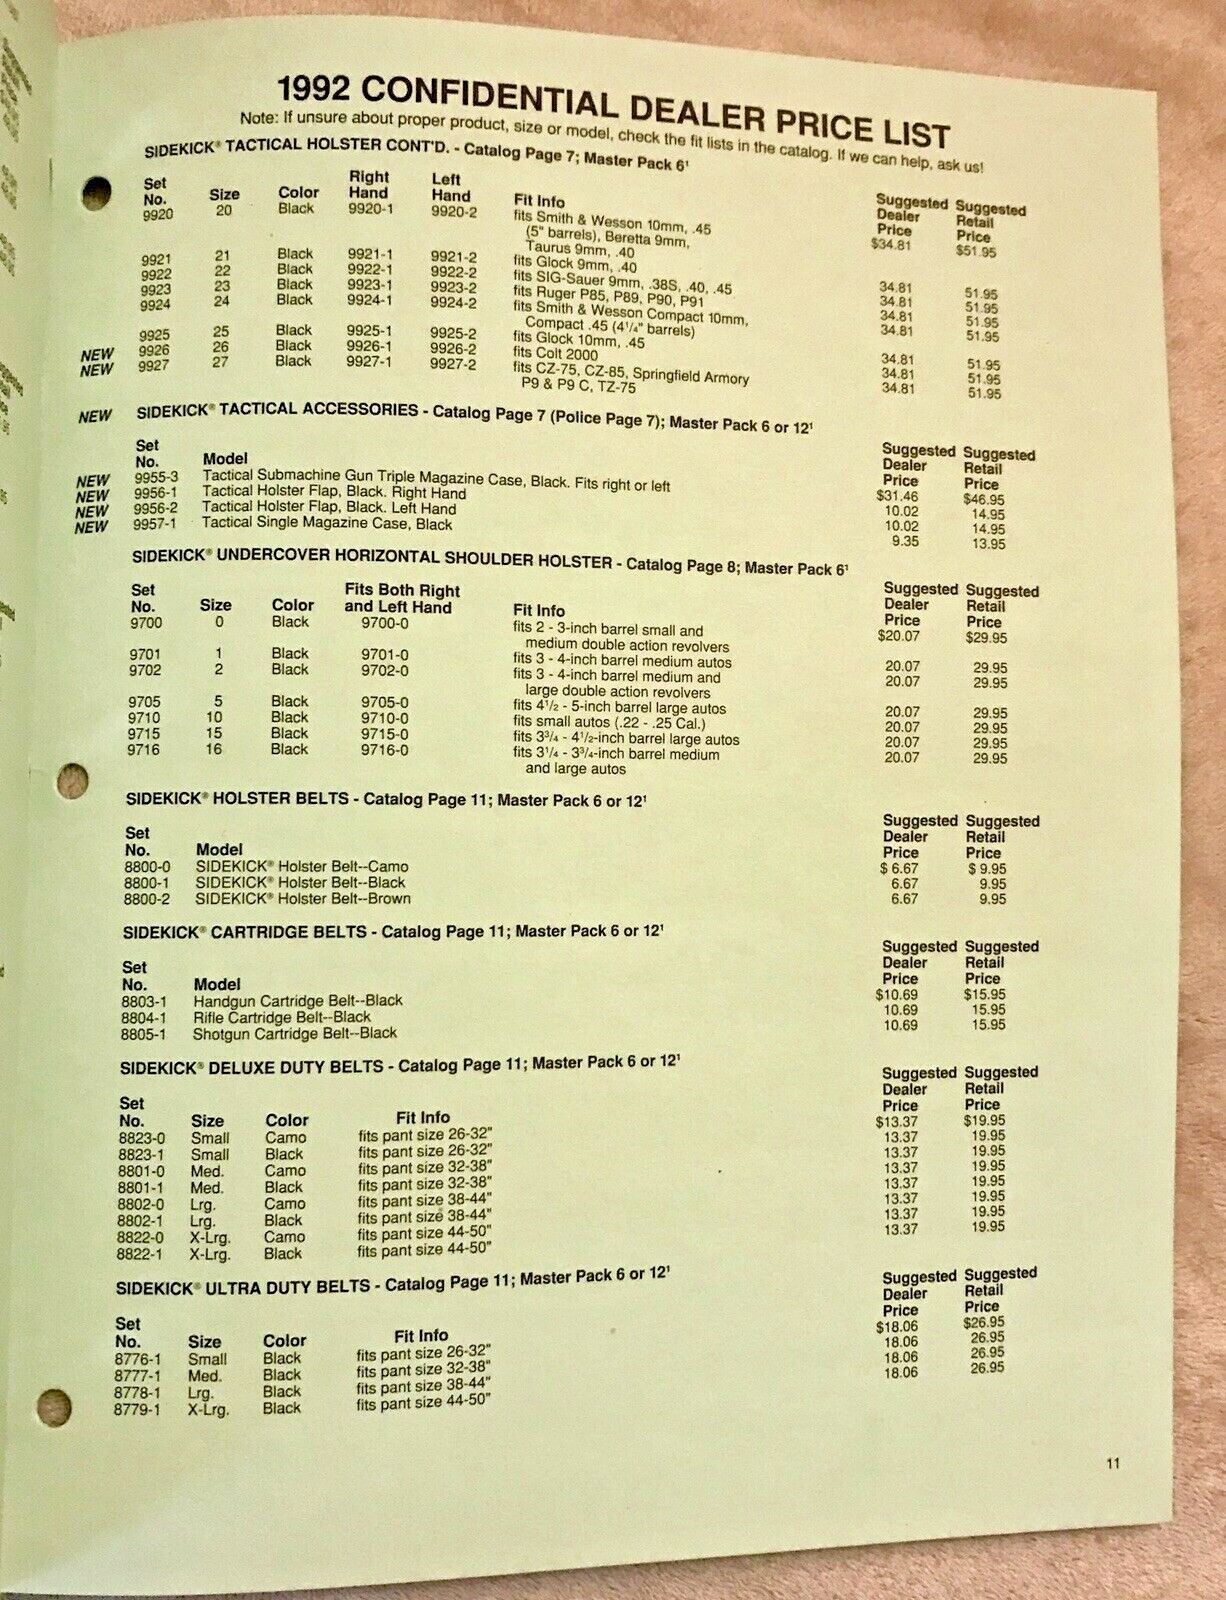 1992 CONFIDENTIAL DEALER PRICE LIST
Note: If unsure about proper product, size or model, check the fit lists in the catalog. If we can help, ask us!
SIDEKICK® TACTICAL HOLSTER CONT'D. - Catalog Page 7; Master Pack 6¹
Set No. Size Color Right Hand Left Hand Fit Info Suggested Dealer Price Suggested Retail Price
9920 20 Black 9920-1 9920-2 fits Smith & Wesson 10mm, .45 $34.81 $51.95
(5" barrels), Beretta 9mm,
Taurus 9mm, .40
9921 21 Black 9921-1 9921-2 fits Glock 9mm, .40 34.81 51.95
9922 22 Black 9922-1 9922-2 fits SIG-Sauer 9mm, .38S, .40, .45 34.81 51.95
9923 23 Black 9923-1 9923-2 fits Ruger P85, P89, P90, P91 34.81 51.95
9924 24 Black 9924-1 9924-2 fits Smith & Wesson Compact 10mm, 34.81 51.95
Compact .45 (4¹/₄" barrels)
9925 25 Black 9925-1 9925-2 fits Glock 10mm, .45 34.81 51.95
NEW 9926 26 Black 9926-1 9926-2 fits Colt 2000 34.81 51.95
NEW 9927 27 Black 9927-1 9927-2 fits CZ-75, CZ-85, Springfield Armory 34.81 51.95
P9 & P9 C, TZ-75
NEW SIDEKICK® TACTICAL ACCESSORIES - Catalog Page 7 (Police Page 7); Master Pack 6 or 12¹
Set No. Model Suggested Dealer Price Suggested Retail Price
NEW 9955-3 Tactical Submachine Gun Triple Magazine Case, Black. Fits right or left $31.46 $46.95
NEW 9956-1 Tactical Holster Flap, Black. Right Hand 10.02 14.95
NEW 9956-2 Tactical Holster Flap, Black. Left Hand 10.02 14.95
NEW 9957-1 Tactical Single Magazine Case, Black 9.35 13.95
SIDEKICK® UNDERCOVER HORIZONTAL SHOULDER HOLSTER - Catalog Page 8; Master Pack 6¹
Set No. Size Color Fits Both Right and Left Hand Fit Info Suggested Dealer Price Suggested Retail Price
9700 0 Black 9700-0 fits 2 - 3-inch barrel small and $20.07 $29.95
medium double action revolvers
9701 1 Black 9701-0 fits 3 - 4-inch barrel medium autos 20.07 29.95
9702 2 Black 9702-0 fits 3 - 4-inch barrel medium and 20.07 29.95
large double action revolvers
9705 5 Black 9705-0 fits 4¹/₂ - 5-inch barrel large autos 20.07 29.95
9710 10 Black 9710-0 fits small autos (.22 - .25 Cal.) 20.07 29.95
9715 15 Black 9715-0 fits 3³/₄ - 4¹/₂-inch barrel large autos 20.07 29.95
9716 16 Black 9716-0 fits 3¹/₄ - 3³/₄-inch barrel medium 20.07 29.95
and large autos
SIDEKICK® HOLSTER BELTS - Catalog Page 11; Master Pack 6 or 12¹
Set No. Model Suggested Dealer Price Suggested Retail Price
8800-0 SIDEKICK® Holster Belt--Camo $ 6.67 $ 9.95
8800-1 SIDEKICK® Holster Belt--Black 6.67 9.95
8800-2 SIDEKICK® Holster Belt--Brown 6.67 9.95
SIDEKICK® CARTRIDGE BELTS - Catalog Page 11; Master Pack 6 or 12¹
Set No. Model Suggested Dealer Price Suggested Retail Price
8803-1 Handgun Cartridge Belt--Black $10.69 $15.95
8804-1 Rifle Cartridge Belt--Black 10.69 15.95
8805-1 Shotgun Cartridge Belt--Black 10.69 15.95
SIDEKICK® DELUXE DUTY BELTS - Catalog Page 11; Master Pack 6 or 12¹
Set No. Size Color Fit Info Suggested Dealer Price Suggested Retail Price
8823-0 Small Camo fits pant size 26-32" $13.37 $19.95
8823-1 Small Black fits pant size 26-32" 13.37 19.95
8801-0 Med. Camo fits pant size 32-38" 13.37 19.95
8801-1 Med. Black fits pant size 32-38" 13.37 19.95
8802-0 Lrg. Camo fits pant size 38-44" 13.37 19.95
8802-1 Lrg. Black fits pant size 38-44" 13.37 19.95
8822-0 X-Lrg. Camo fits pant size 44-50" 13.37 19.95
8822-1 X-Lrg. Black fits pant size 44-50" 13.37 19.95
SIDEKICK® ULTRA DUTY BELTS - Catalog Page 11; Master Pack 6 or 12¹
Set No. Size Color Fit Info Suggested Dealer Price Suggested Retail Price
8776-1 Small Black fits pant size 26-32" $18.06 $26.95
8777-1 Med. Black fits pant size 32-38" 18.06 26.95
8778-1 Lrg. Black fits pant size 38-44" 18.06 26.95
8779-1 X-Lrg. Black fits pant size 44-50" 18.06 26.95
11